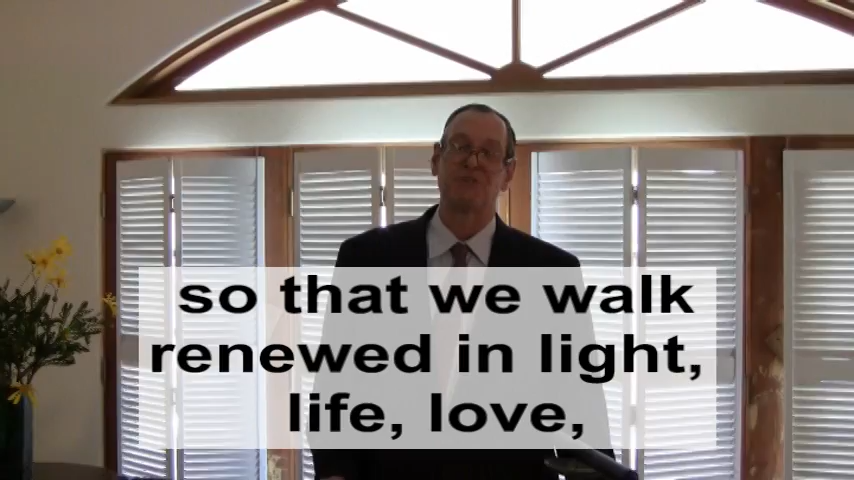 so that we walk
renewed in light,
life, love,